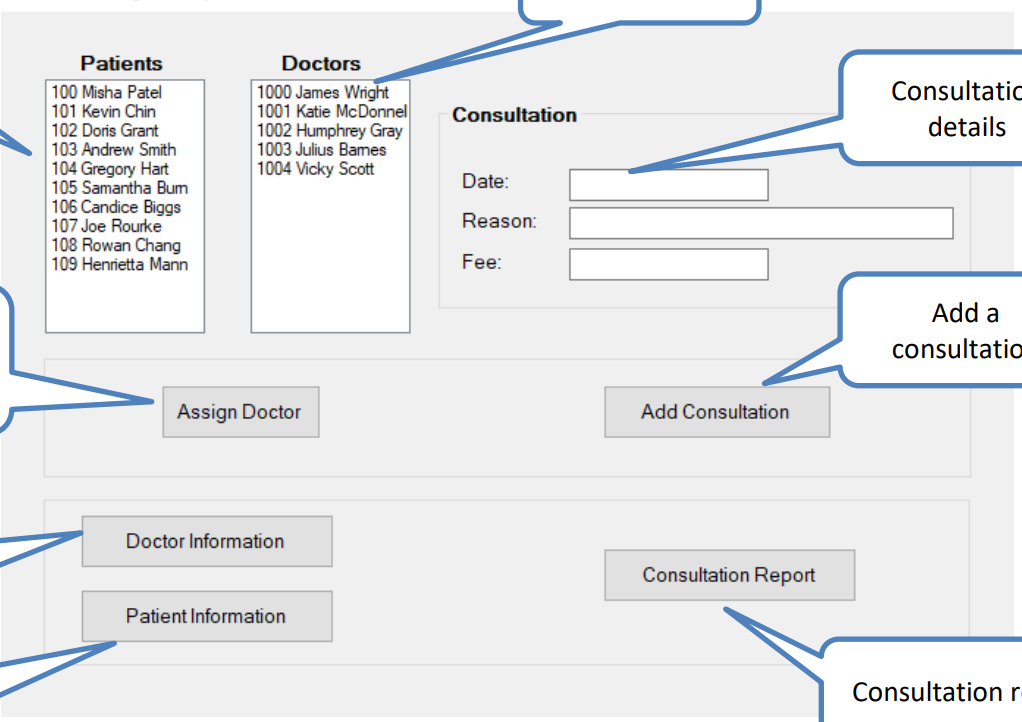 Patients
100 Misha Patel
101 Kevin Chin
102 Doris Grant
103 Andrew Smith
104 Gregory Hart
105 Samantha Burn
106 Candice Biggs
107 Joe Rourke
108 Rowan Chang
109 Henrietta Mann
Doctors
1000 James Wright
1001 Katie McDonnel
1002 Humphrey Gray
1003 Julius Barnes
1004 Vicky Scott
Consultation
Date:
Reason:
Fee:
Consultatio
details
Add a
consultatio
Assign Doctor
Add Consultation
Doctor Information
Patient Information
Consultation Report
Consultation r